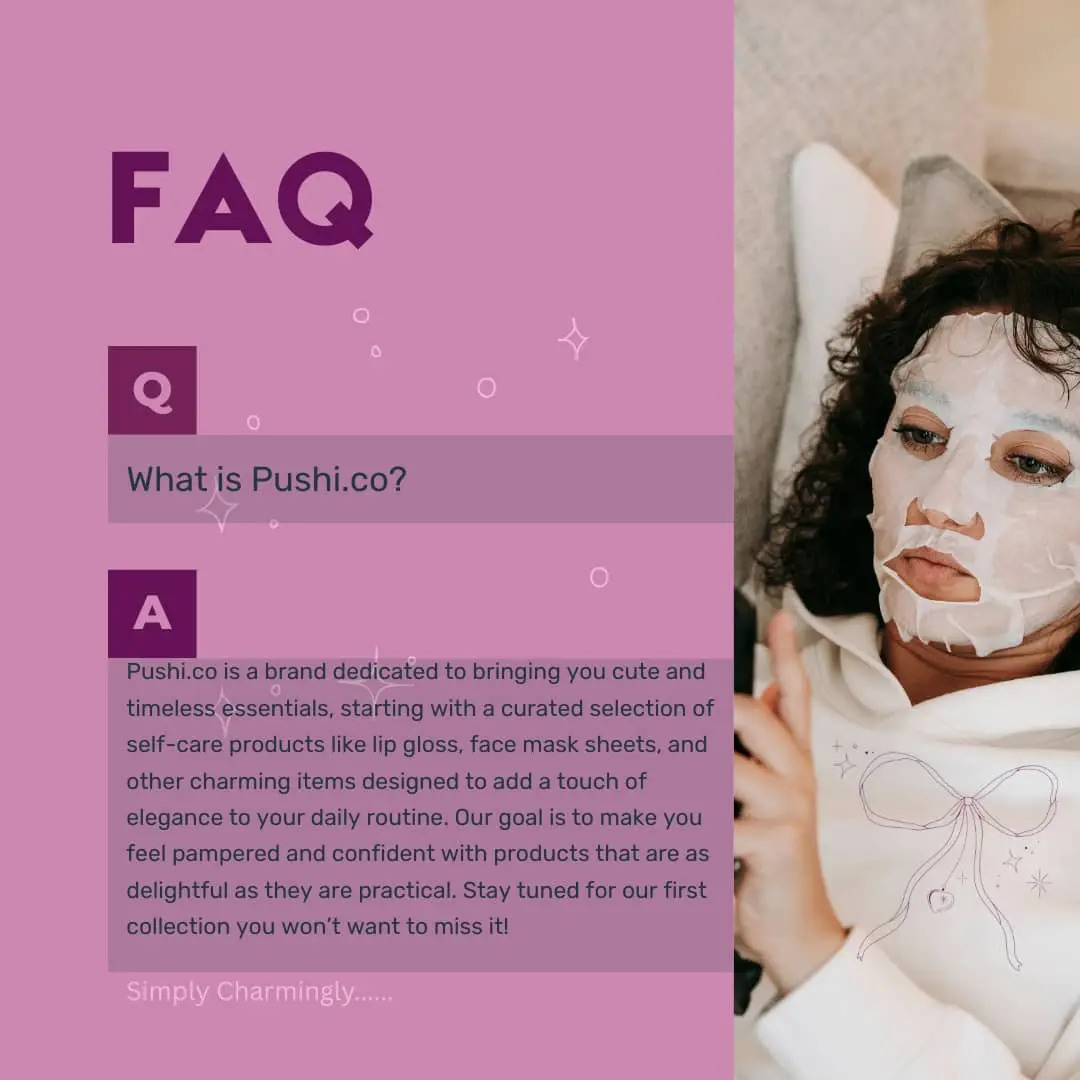 FAQ
Q
What is Pushi.co?
A
Pushi.co is a brand dedicated to bringing you cute and
timeless essentials, starting with a curated selection of
self-care products like lip gloss, face mask sheets, and
other charming items designed to add a touch of
elegance to your daily routine. Our goal is to make you
feel pampered and confident with products that are as
delightful as they are practical. Stay tuned for our first
collection you won’t want to miss it!
Simply Charmingly......